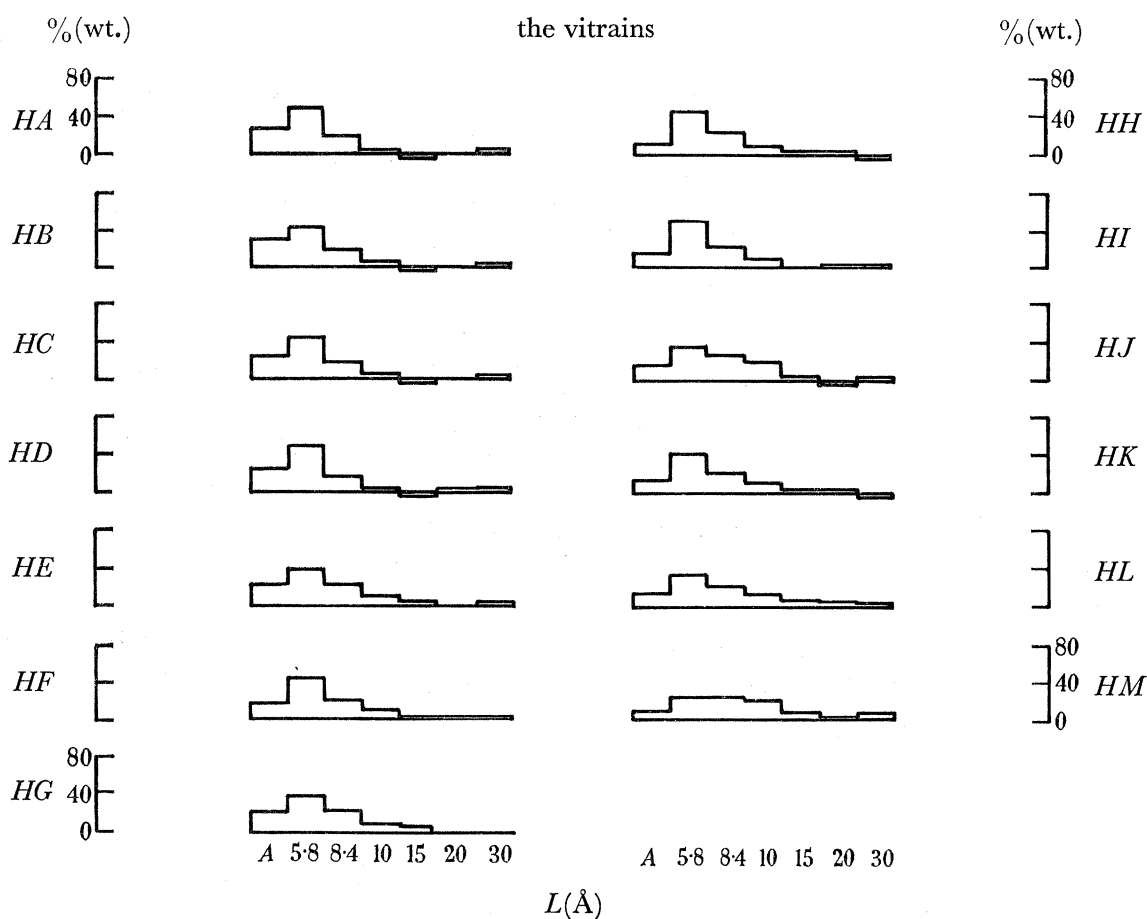 %(wt.) the vitrains %(wt.)
80 80
HA 40 40 HH
0 0
HB HI
HC HJ
HD HK
HE HL
80
HF 40 HM
0
80
HG 40
0
A 5·8 8·4 10 15 20 30 A 5·8 8·4 10 15 20 30
L(Å)